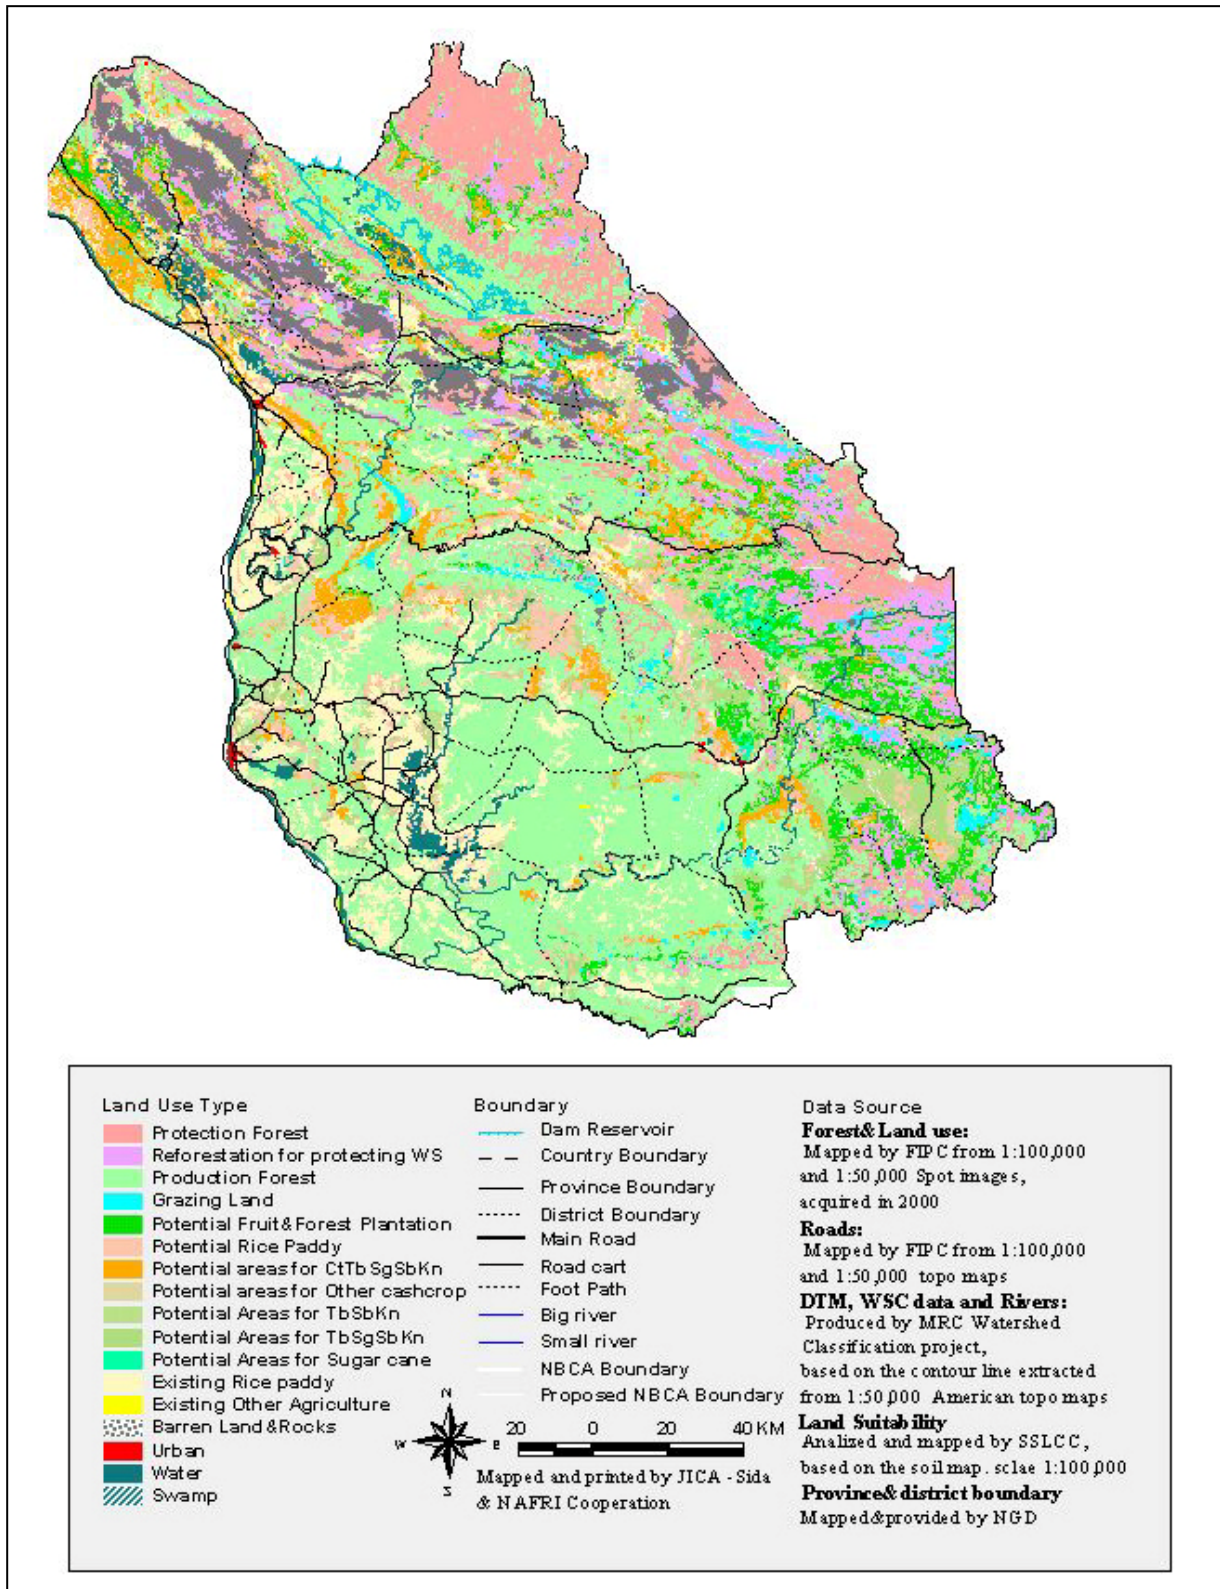 Land Use Type
Protection Forest
Reforestation for protecting WS
Production Forest
Grazing Land
Potential Fruit&Forest Plantation
Potential Rice Paddy
Potential areas for CtTbSgSbKn
Potential areas for Other cashcrop
Potential Areas for TbSbKn
Potential Areas for TbSgSbKn
Potential Areas for Sugar cane
Existing Rice paddy
Existing Other Agriculture
Barren Land&Rocks
Urban
Water
Swamp
Boundary
Dam Reservoir
Country Boundary
Province Boundary
District Boundary
Main Road
Road cart
Foot Path
Big river
Small river
NBCA Boundary
Proposed NBCA Boundary
N
W
E
S
20 0 20 40 KM
Mapped and printed by JICA - Sida
& NAFRI Cooperation
Data Source
Forest& Land use:
Mapped by FIPC from 1:100,000
and 1:50,000 Spot images,
acquired in 2000
Roads:
Mapped by FIPC from 1:100,000
and 1:50,000 topo maps
DTM, WSC data and Rivers:
Produced by MRC Watershed
Classification project,
based on the contour line extracted
from 1:50,000 American topo maps
Land Suitability
Analized and mapped by SSLCC,
based on the soil map. sclae 1:100,000
Province& district boundary
Mapped&provided by NGD